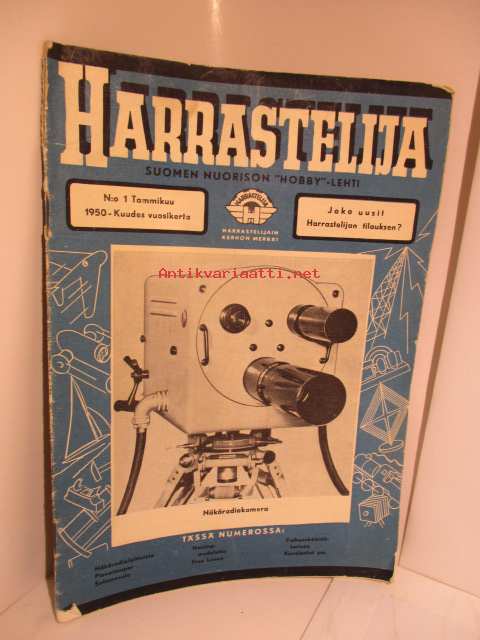 HARRASTELIJA
SUOMEN NUORISON "HOBBY"-LEHTI
N:o 1 Tammikuu
1950 - Kuudes vuosikerta
HARRASTELIJA
HARRASTELIJAIN
KERHON MERKKI
Joko uusit
Harrastelijan tilauksen?
Antikvariaatti.net
Näköradiokamera
TÄSSÄ NUMEROSSA: